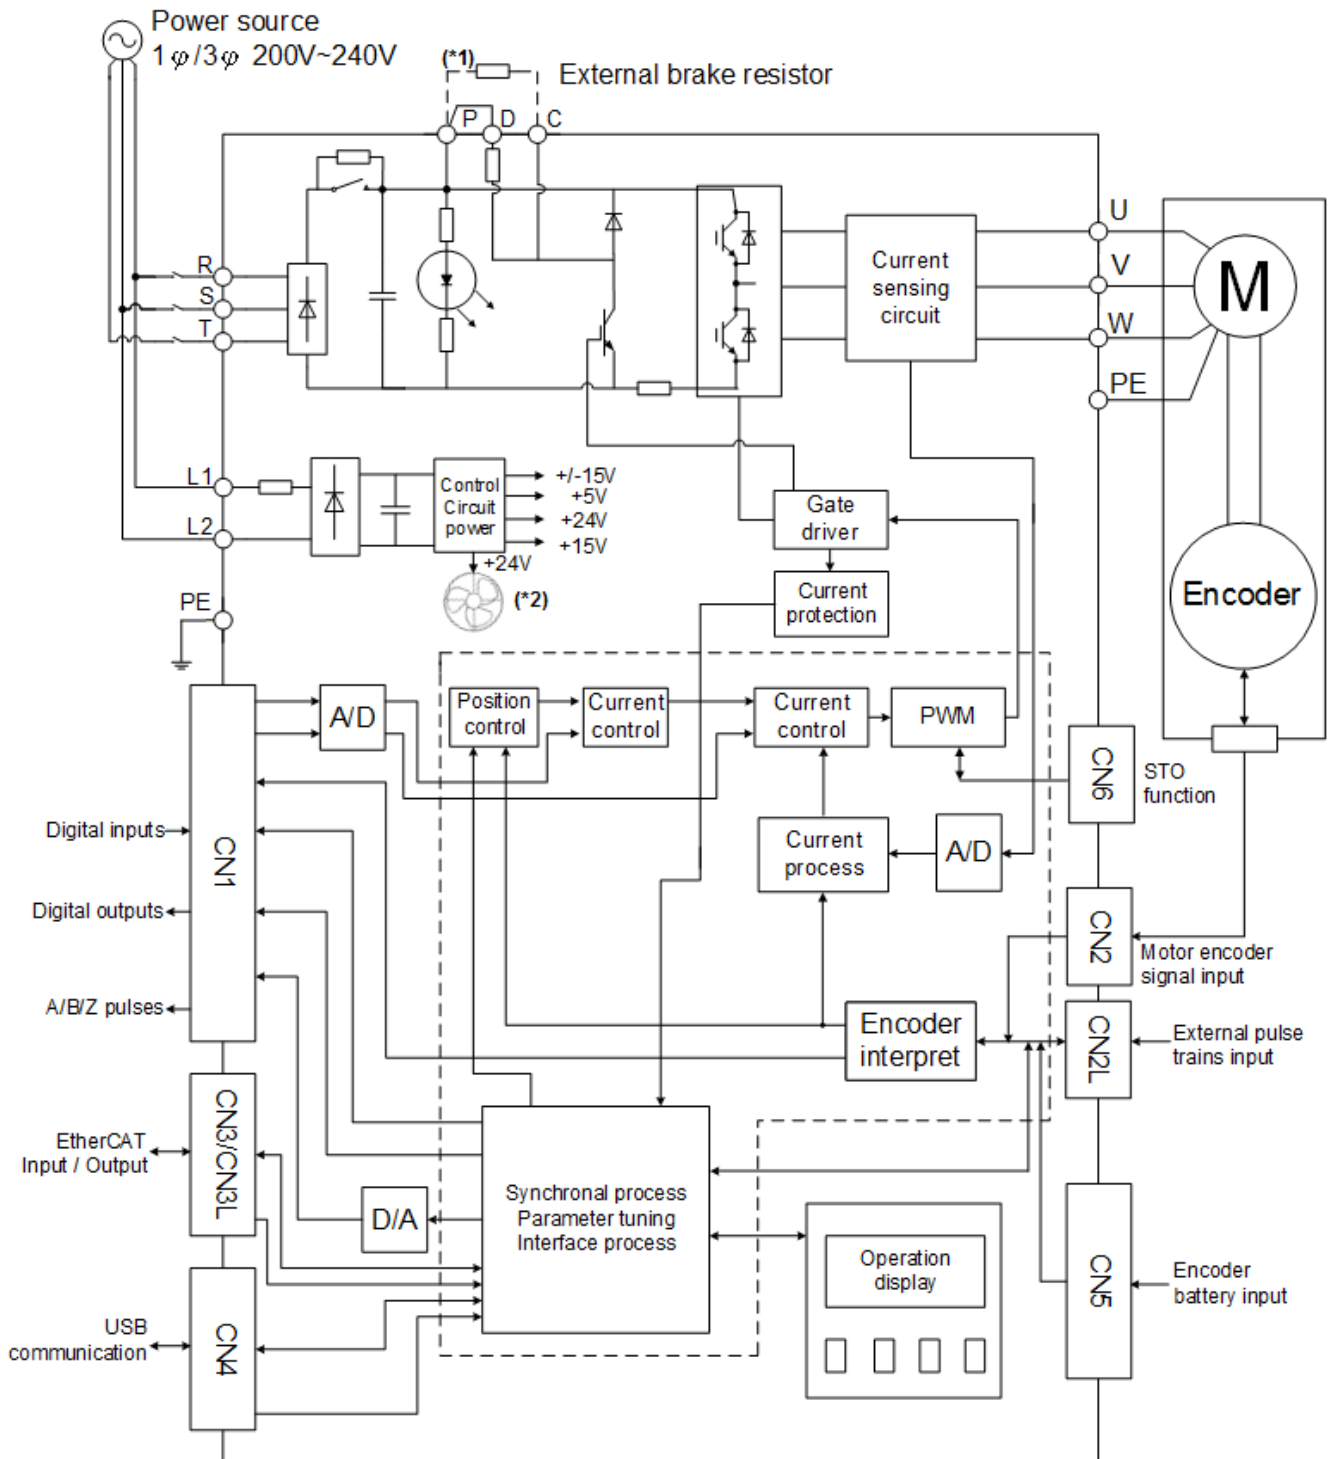 Power source
1φ/3φ 200V~240V
(*1)
External brake resistor
P
D
C
R
S
T
U
V
W
PE
M
Current
sensing
circuit
L1
L2
PE
Control
Circuit
power
+/-15V
+5V
+24V
+15V
+24V
(*2)
Gate
driver
Current
protection
Encoder
A/D
Position
control
Current
control
Current
control
PWM
CN6
STO
function
CN1
Digital inputs
Digital outputs
A/B/Z pulses
Current
process
A/D
CN2
Motor encoder
signal input
Encoder
interpret
CN2L
External pulse
trains input
CN3/CN3L
EtherCAT
Input / Output
D/A
Synchronal process
Parameter tuning
Interface process
Operation
display
CN5
Encoder
battery input
CN4
USB
communication